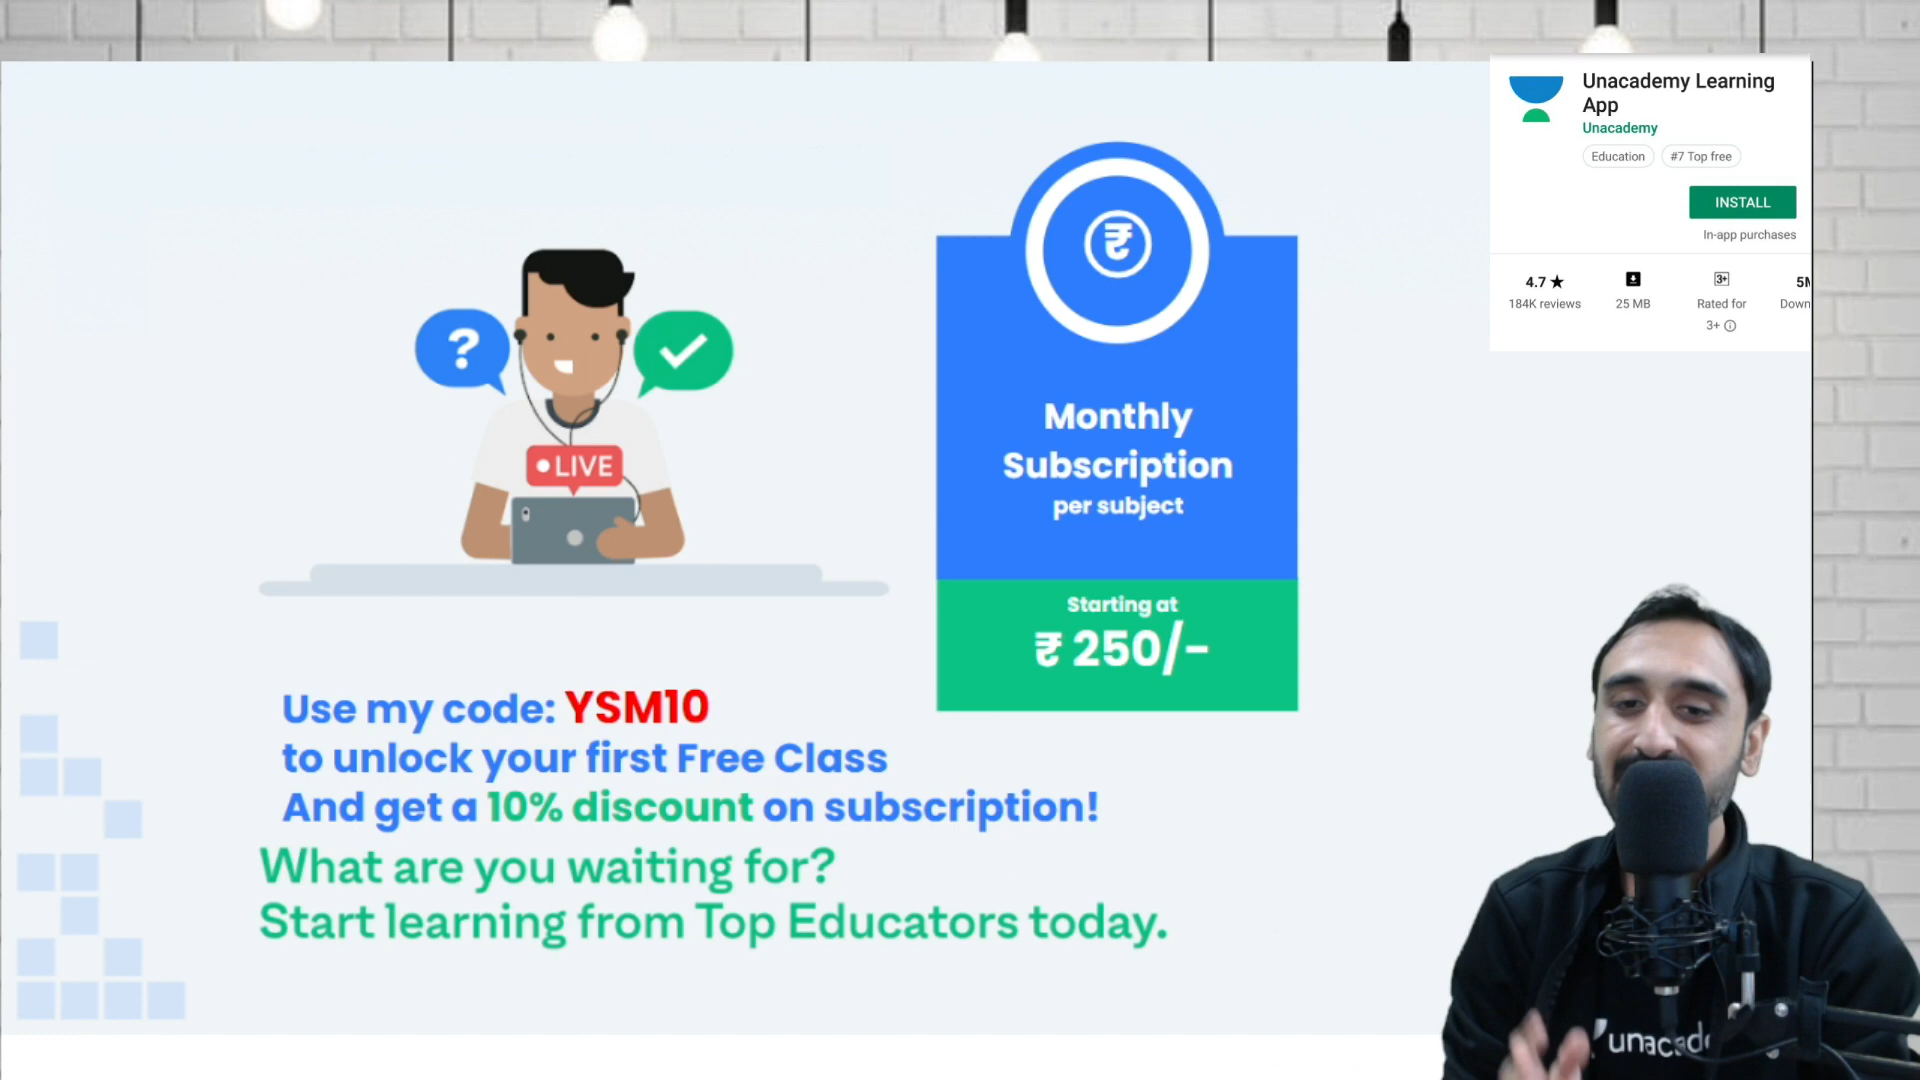 Unacademy Learning
App
Unacademy
Education
#7 Top free
INSTALL
In-app purchases
4.7 ★
184K reviews
25 MB
3+
Rated for
3+
?
LIVE
₹
Monthly
Subscription
per subject
Starting at
₹ 250/-
Use my code: YSM10
to unlock your first Free Class
And get a 10% discount on subscription!
What are you waiting for?
Start learning from Top Educators today.